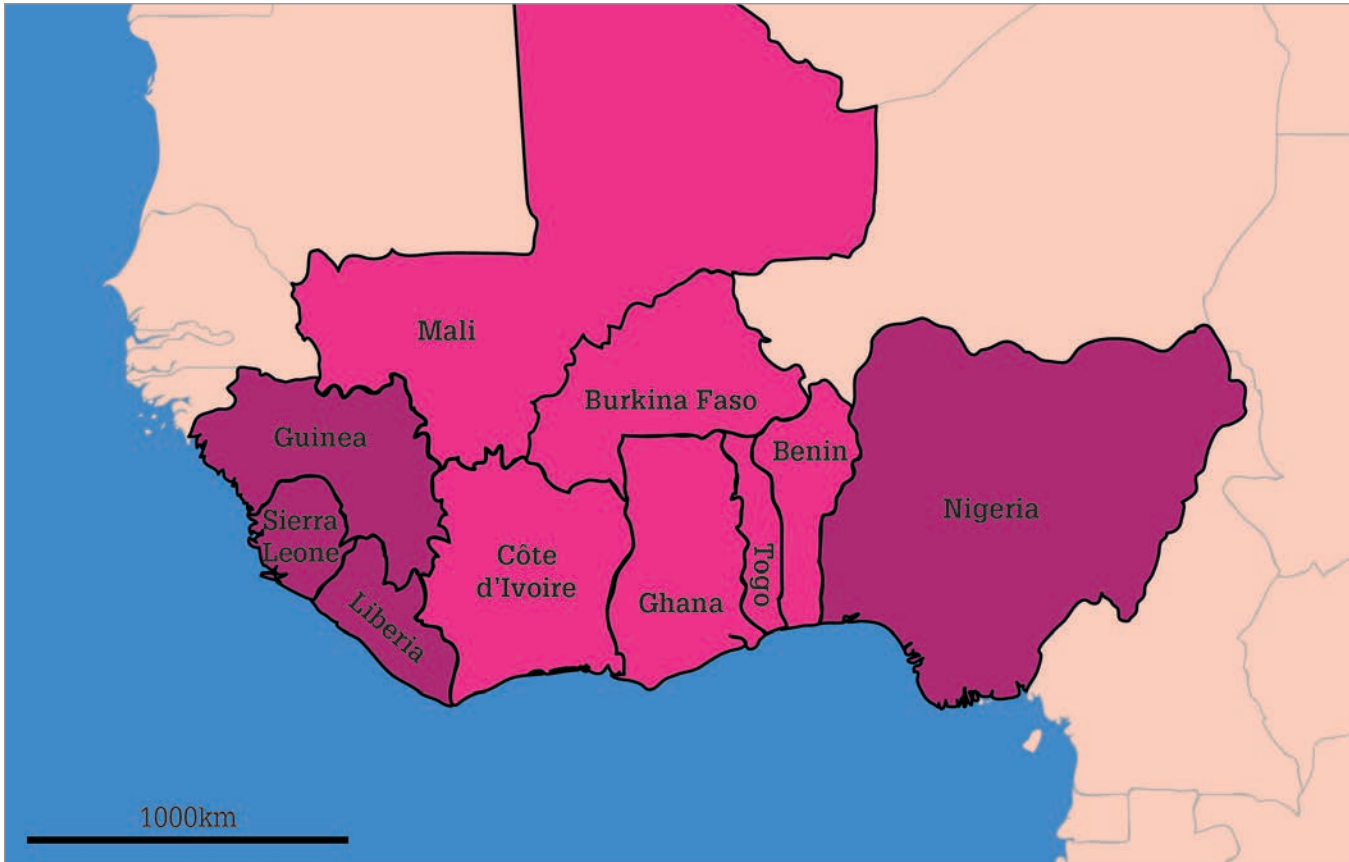 Mali
Burkina Faso
Guinea
Benin
Nigeria
Sierra
Leone
Côte
d'Ivoire
Togo
Ghana
Liberia
1000km